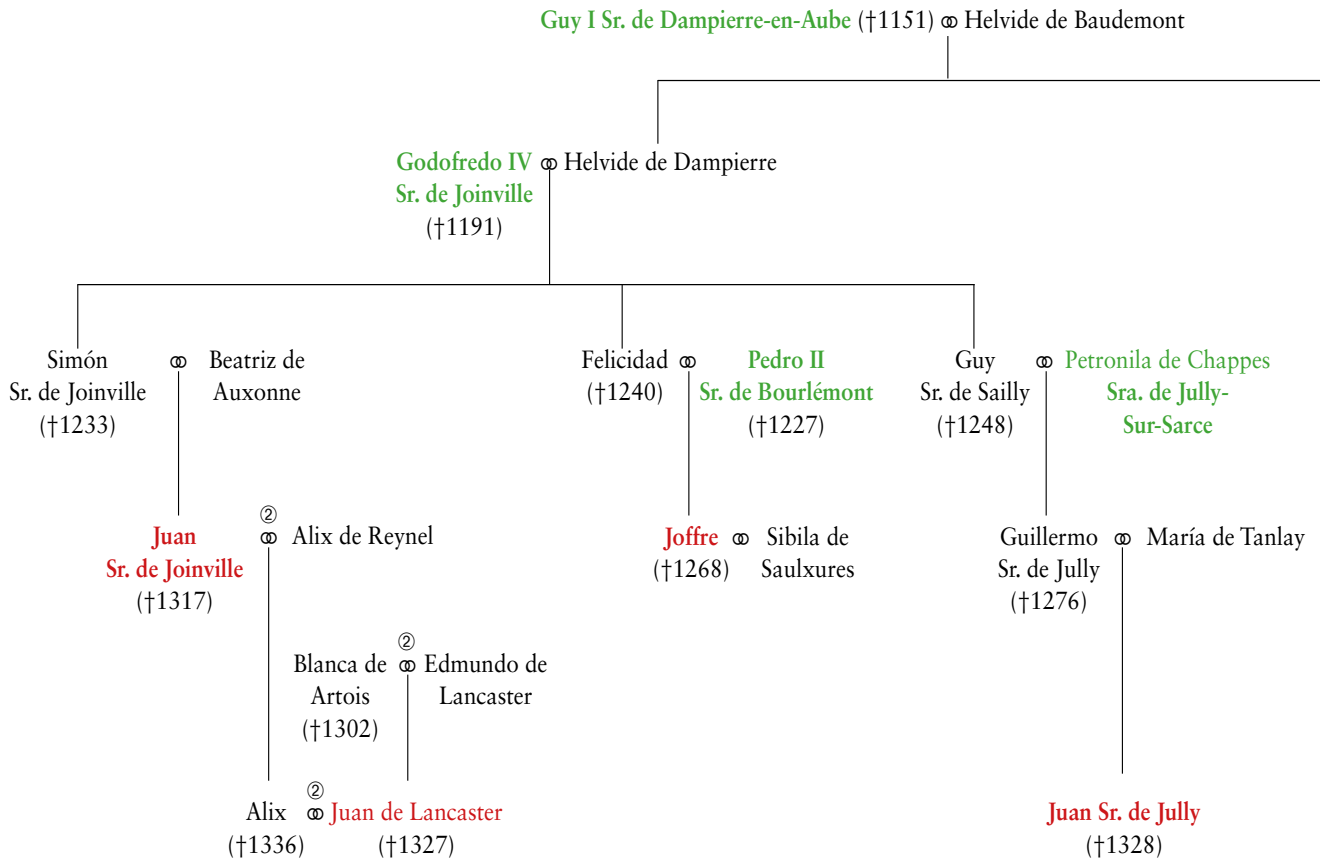 Guy I Sr. de Dampierre-en-Aube (†1151) ⚭ Helvide de Baudemont
Godofredo IV ⚭ Helvide de Dampierre
Sr. de Joinville
(†1191)
Simón ⚭ Beatriz de
Sr. de Joinville Auxonne
(†1233)
Felicidad ⚭ Pedro II
(†1240) Sr. de Bourlémont
(†1227)
Guy ⚭ Petronila de Chappes
Sr. de Sailly Sra. de Jully-
(†1248) Sur-Sarce
②
Juan ⚭ Alix de Reynel
Sr. de Joinville
(†1317)
Joffre ⚭ Sibila de
(†1268) Saulxures
Guillermo ⚭ María de Tanlay
Sr. de Jully
(†1276)
②
Blanca de ⚭ Edmundo de
Artois Lancaster
(†1302)
②
Alix ⚭ Juan de Lancaster
(†1336) (†1327)
Juan Sr. de Jully
(†1328)